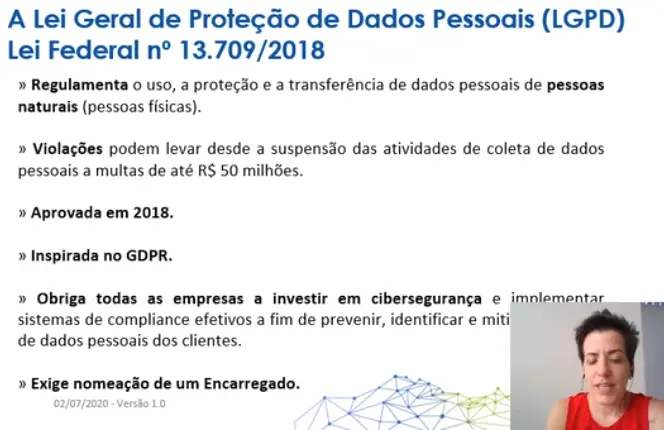 A Lei Geral de Proteção de Dados Pessoais (LGPD)
Lei Federal nº 13.709/2018
» Regulamenta o uso, a proteção e a transferência de dados pessoais de pessoas
naturais (pessoas físicas).
» Violações podem levar desde a suspensão das atividades de coleta de dados
pessoais a multas de até R$ 50 milhões.
» Aprovada em 2018.
» Inspirada no GDPR.
» Obriga todas as empresas a investir em cibersegurança e implementar
sistemas de compliance efetivos a fim de prevenir, identificar e miti
de dados pessoais dos clientes.
» Exige nomeação de um Encarregado.
02/07/2020 - Versão 1.0